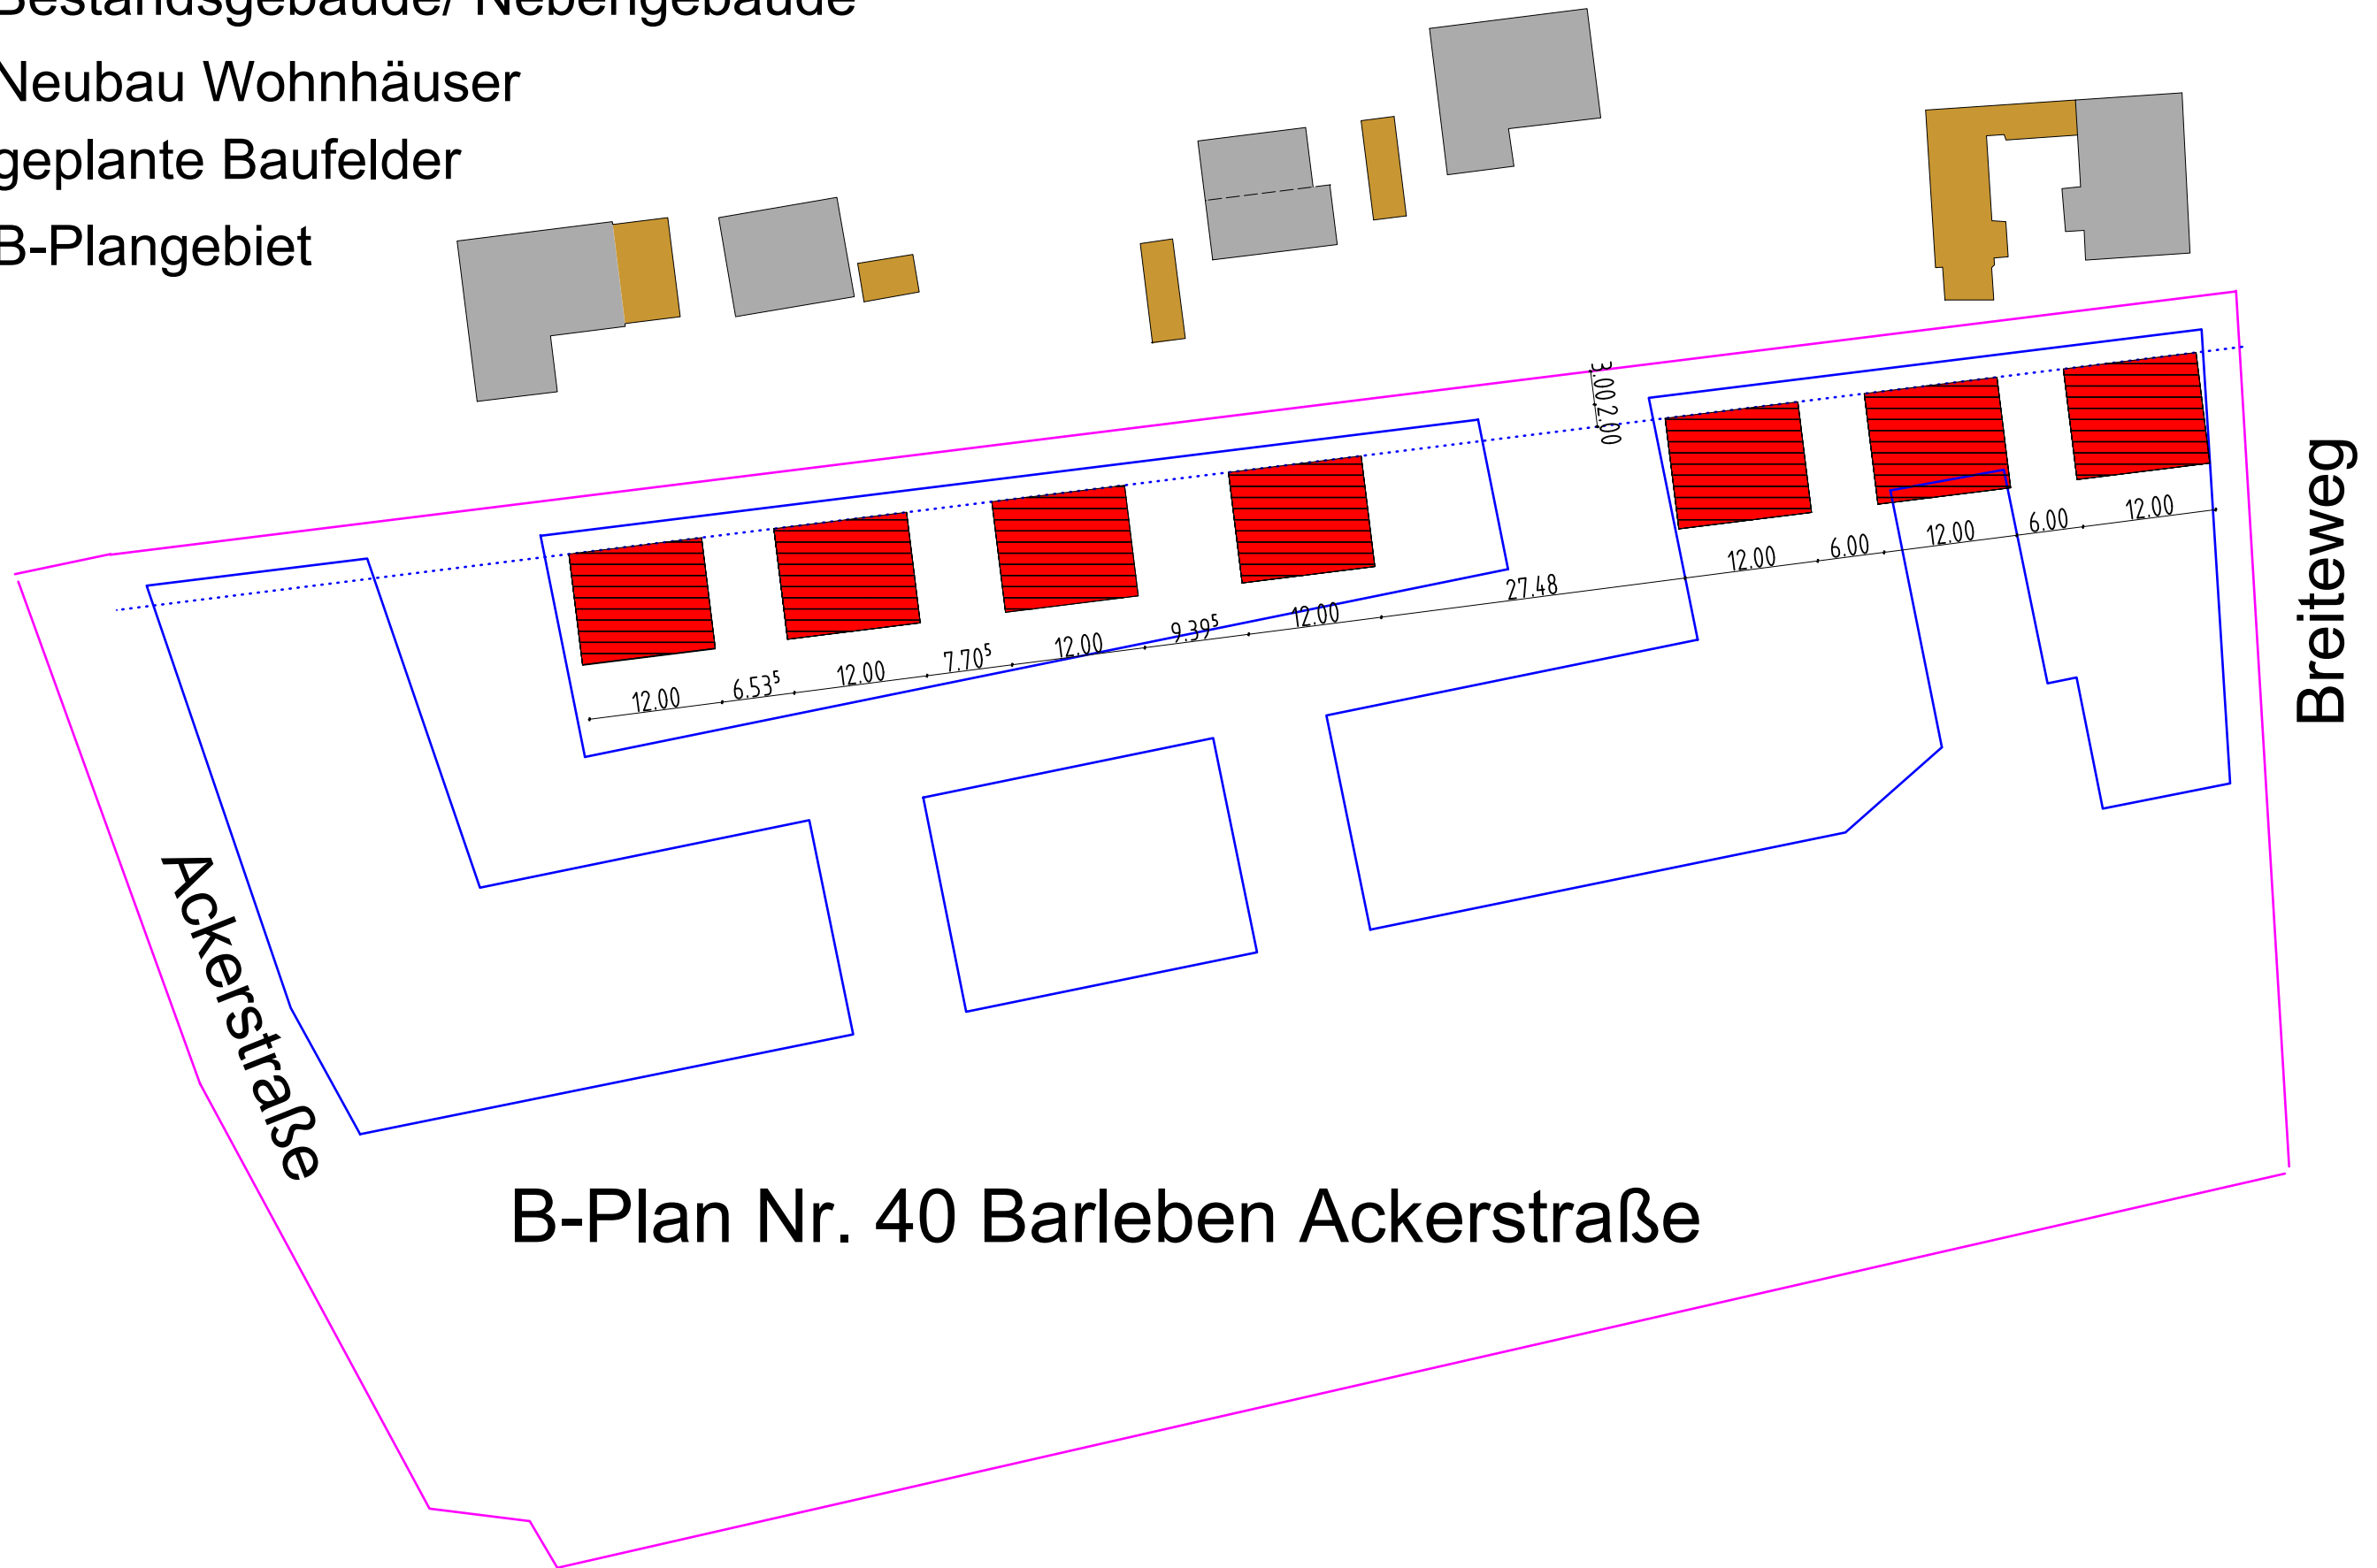 Bestandsgebäude/ Nebengebäude
Neubau Wohnhäuser
geplante Baufelder
B-Plangebiet
3.00
2.00
12.00
6.53⁵
12.00
7.70⁵
12.00
9.39⁵
12.00
27.48
12.00
6.00
12.00
6.00
12.00
Breiteweg
Ackerstraße
B-Plan Nr. 40 Barleben Ackerstraße